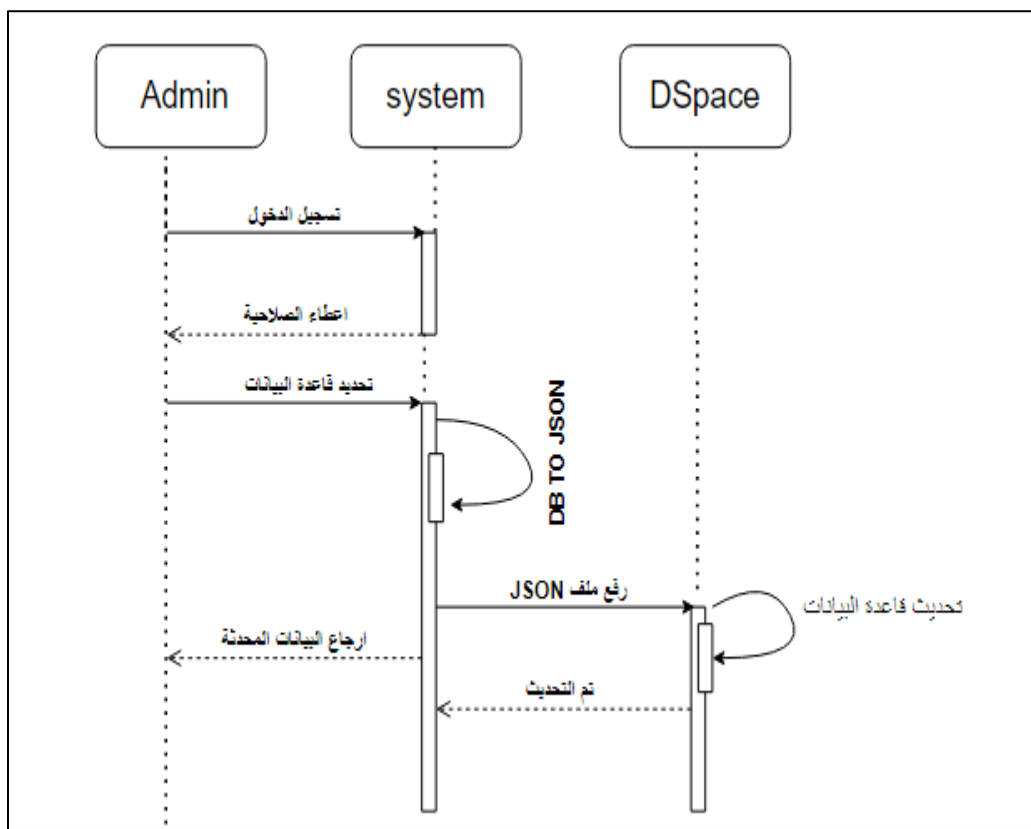 Admin
system
DSpace
تسجيل الدخول
اعطاء الصلاحية
تحديد قاعدة البيانات
DB TO JSON
رفع ملف JSON
تحديث قاعدة البيانات
ارجاع البيانات المحدثة
تم التحديث